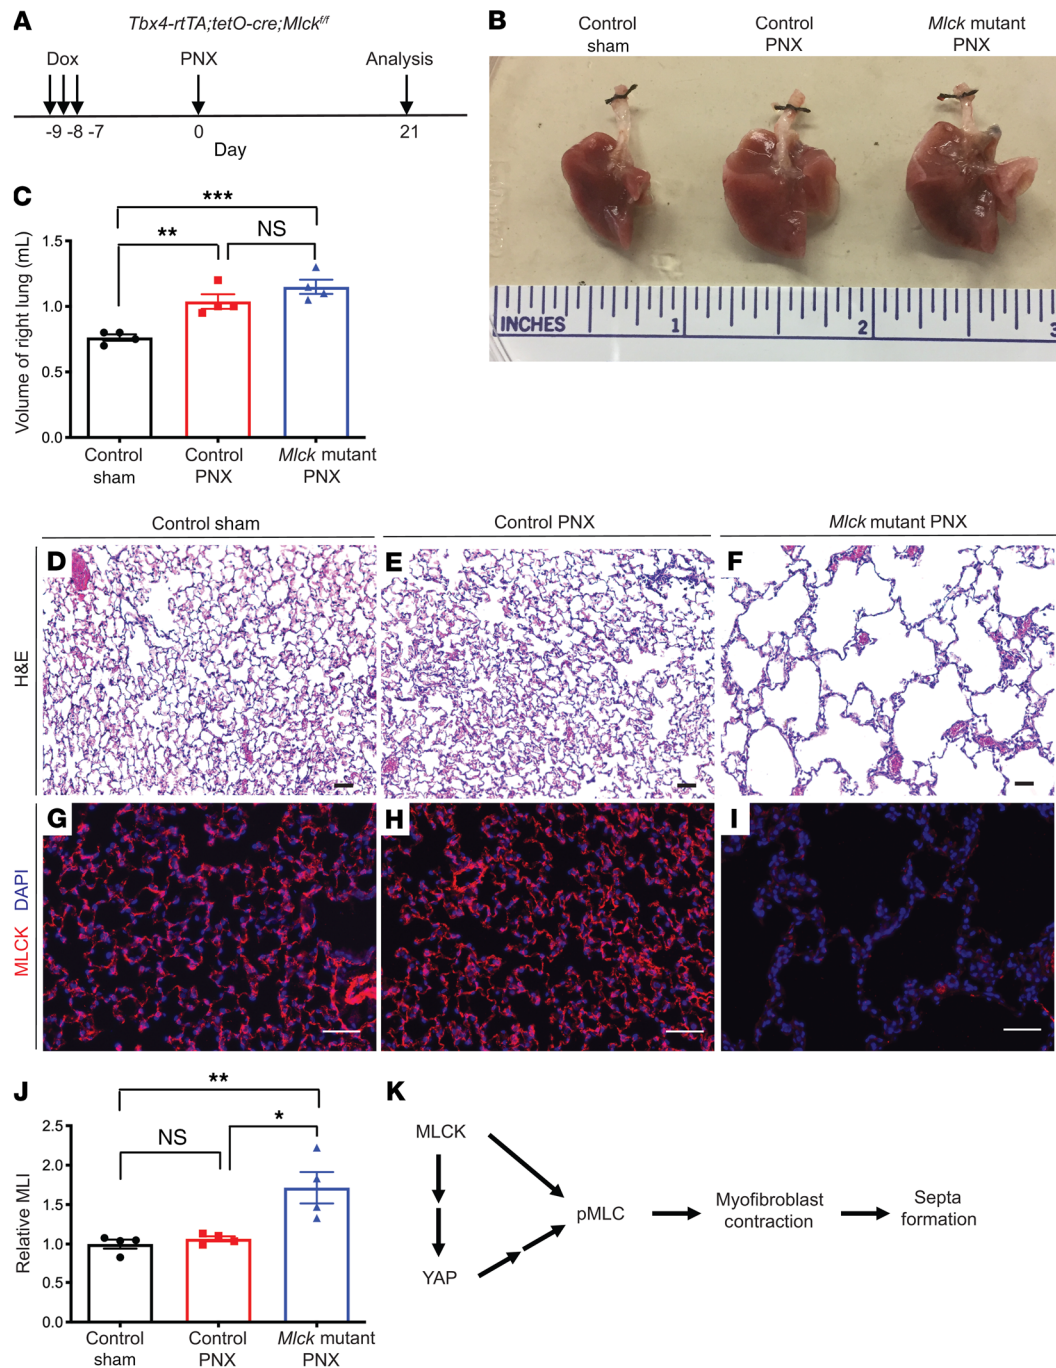 A
Tbx4-rtTA;tetO-cre;Mlck^f/f
Dox
PNX
Analysis
-9 -8 -7
0
21
Day
B
Control
sham
Control
PNX
Mlck mutant
PNX
INCHES
1
2
3
C
***
**
NS
Volume of right lung (mL)
1.5
1.0
0.5
0.0
Control
sham
Control
PNX
Mlck mutant
PNX
Control sham
Control PNX
Mlck mutant PNX
H&E
D
E
F
MLCK DAPI
G
H
I
J
**
*
NS
Relative MLI
2.5
2.0
1.5
1.0
0.5
0.0
Control
sham
Control
PNX
Mlck mutant
PNX
K
MLCK
pMLC
YAP
Myofibroblast
contraction
Septa
formation